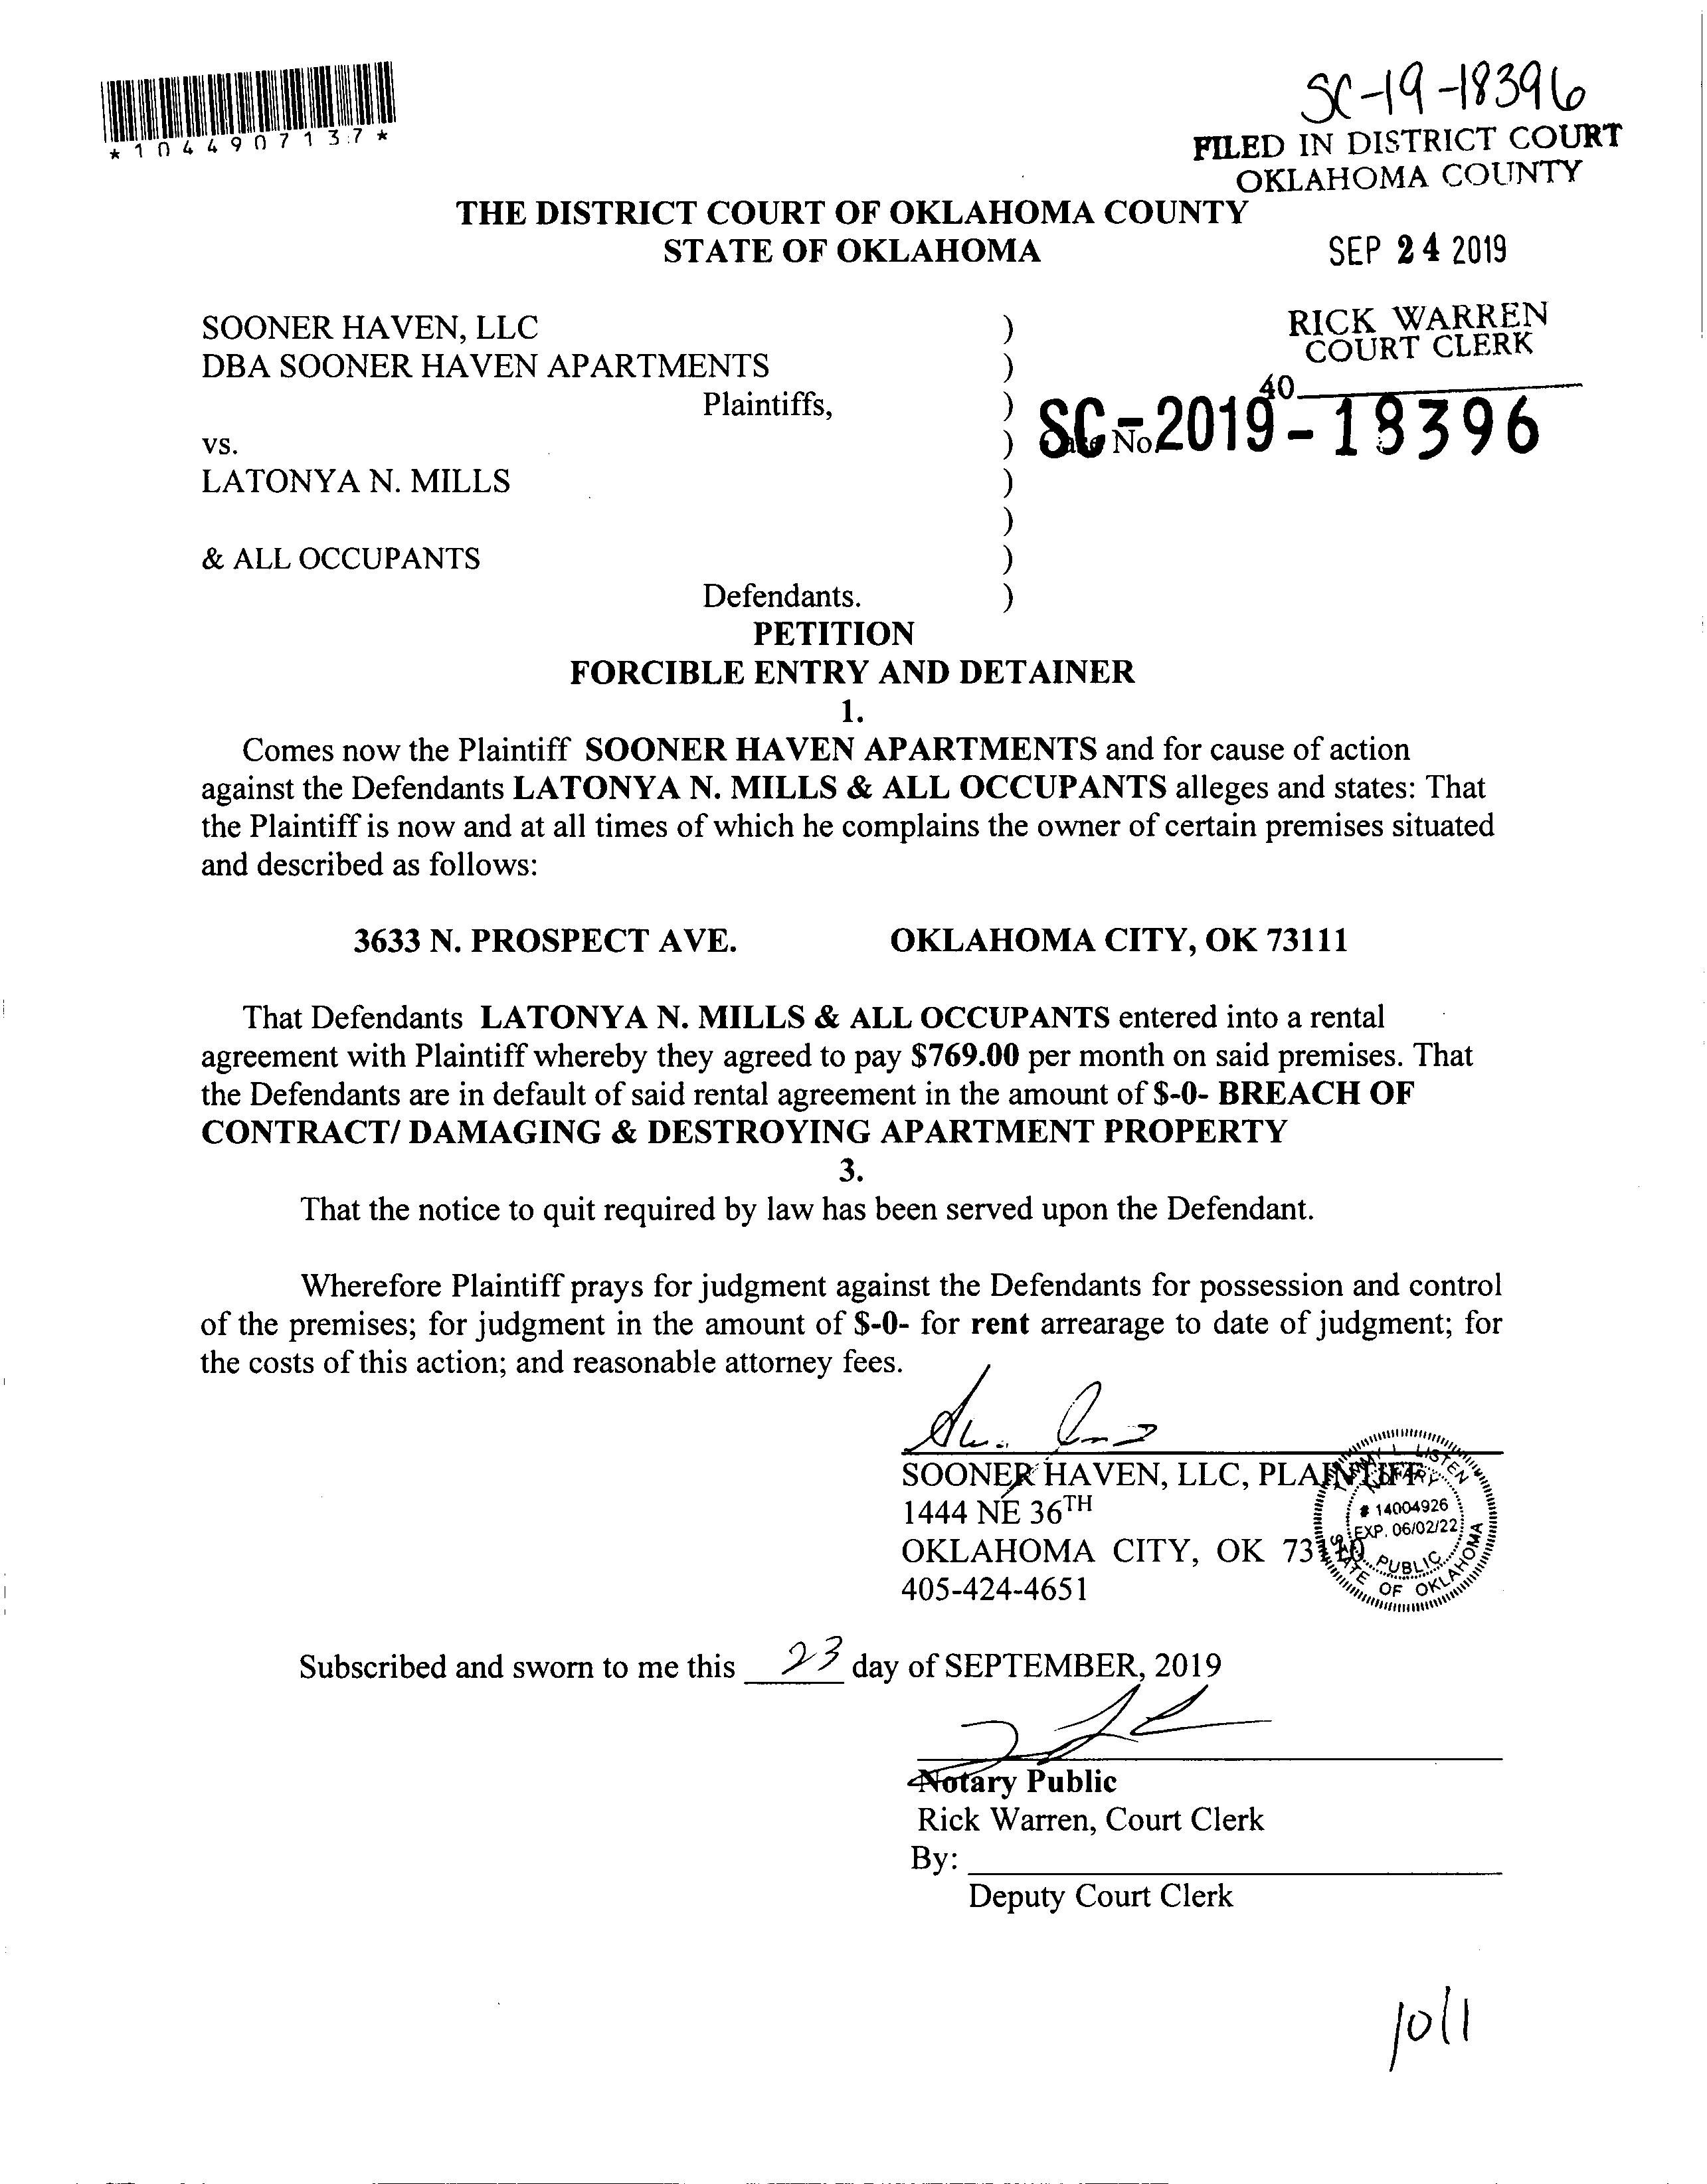 SC-19-18396
*1044907137*
FILED IN DISTRICT COURT
OKLAHOMA COUNTY
THE DISTRICT COURT OF OKLAHOMA COUNTY
STATE OF OKLAHOMA
SEP 24 2019
SOONER HAVEN, LLC )
RICK WARREN
COURT CLERK
DBA SOONER HAVEN APARTMENTS )
40
Plaintiffs, )
vs. ) Case No. SC-2019-18396
LATONYA N. MILLS )
)
& ALL OCCUPANTS )
Defendants. )
PETITION
FORCIBLE ENTRY AND DETAINER
1.
Comes now the Plaintiff SOONER HAVEN APARTMENTS and for cause of action
against the Defendants LATONYA N. MILLS & ALL OCCUPANTS alleges and states: That
the Plaintiff is now and at all times of which he complains the owner of certain premises situated
and described as follows:
3633 N. PROSPECT AVE. OKLAHOMA CITY, OK 73111
That Defendants LATONYA N. MILLS & ALL OCCUPANTS entered into a rental
agreement with Plaintiff whereby they agreed to pay $769.00 per month on said premises. That
the Defendants are in default of said rental agreement in the amount of $-0- BREACH OF
CONTRACT/ DAMAGING & DESTROYING APARTMENT PROPERTY
3.
That the notice to quit required by law has been served upon the Defendant.
Wherefore Plaintiff prays for judgment against the Defendants for possession and control
of the premises; for judgment in the amount of $-0- for rent arrearage to date of judgment; for
the costs of this action; and reasonable attorney fees.
SOONER HAVEN, LLC, PLAINTIFF
1444 NE 36TH
OKLAHOMA CITY, OK
405-424-4651
TAMMY L. LISTEN
NOTARY
# 14004926
EXP. 06/02/22
PUBLIC
STATE OF OKLAHOMA
Subscribed and sworn to me this 23 day of SEPTEMBER, 2019
Notary Public
Rick Warren, Court Clerk
By:
Deputy Court Clerk
10/1